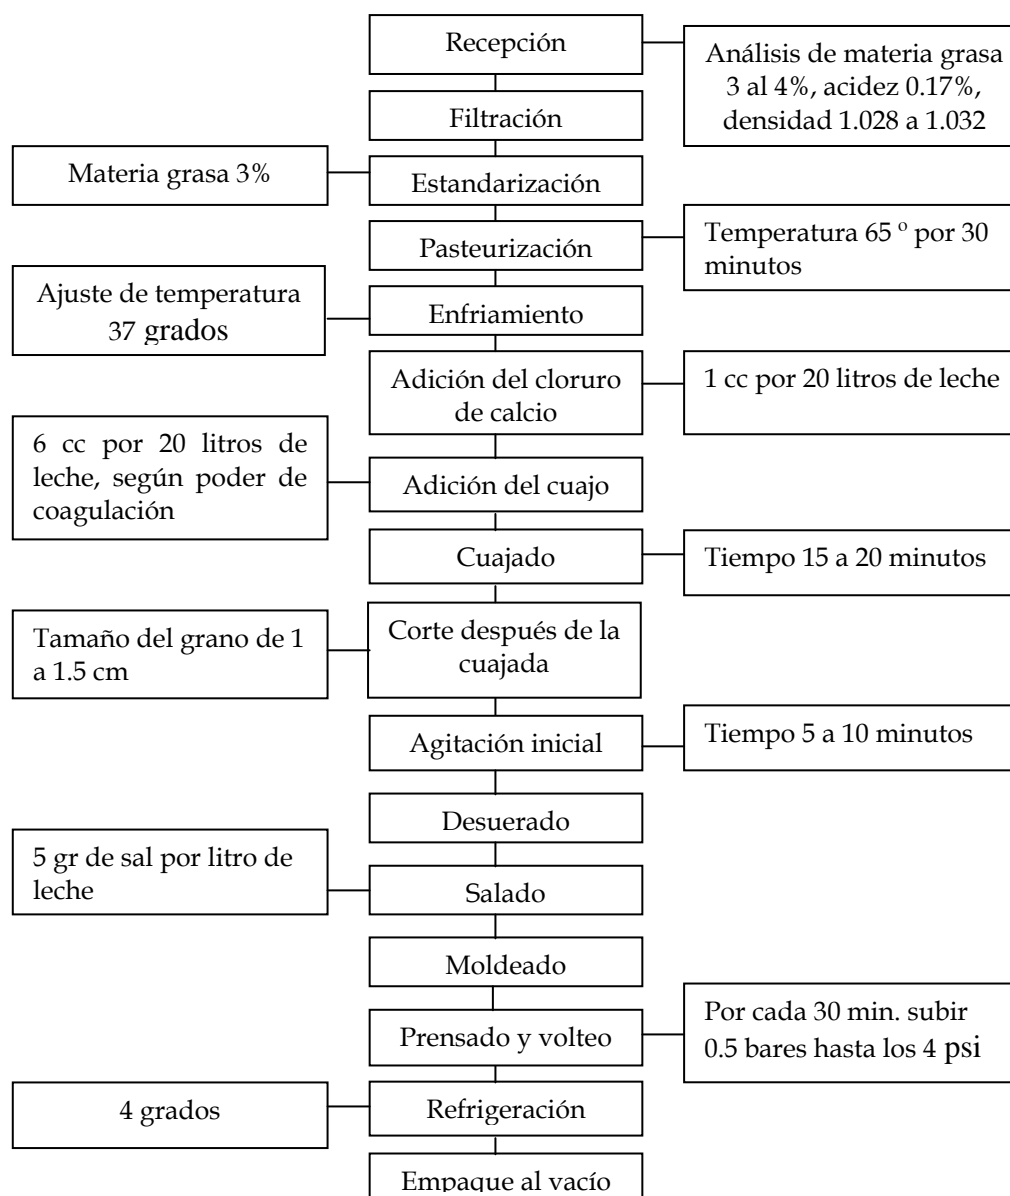 Recepción
Análisis de materia grasa
3 al 4%, acidez 0.17%,
densidad 1.028 a 1.032
Filtración
Materia grasa 3%
Estandarización
Pasteurización
Temperatura 65 º por 30
minutos
Ajuste de temperatura
37 grados
Enfriamiento
Adición del cloruro
de calcio
1 cc por 20 litros de leche
6 cc por 20 litros de
leche, según poder de
coagulación
Adición del cuajo
Cuajado
Tiempo 15 a 20 minutos
Tamaño del grano de 1
a 1.5 cm
Corte después de la
cuajada
Agitación inicial
Tiempo 5 a 10 minutos
Desuerado
5 gr de sal por litro de
leche
Salado
Moldeado
Prensado y volteo
Por cada 30 min. subir
0.5 bares hasta los 4 psi
4 grados
Refrigeración
Empaque al vacío